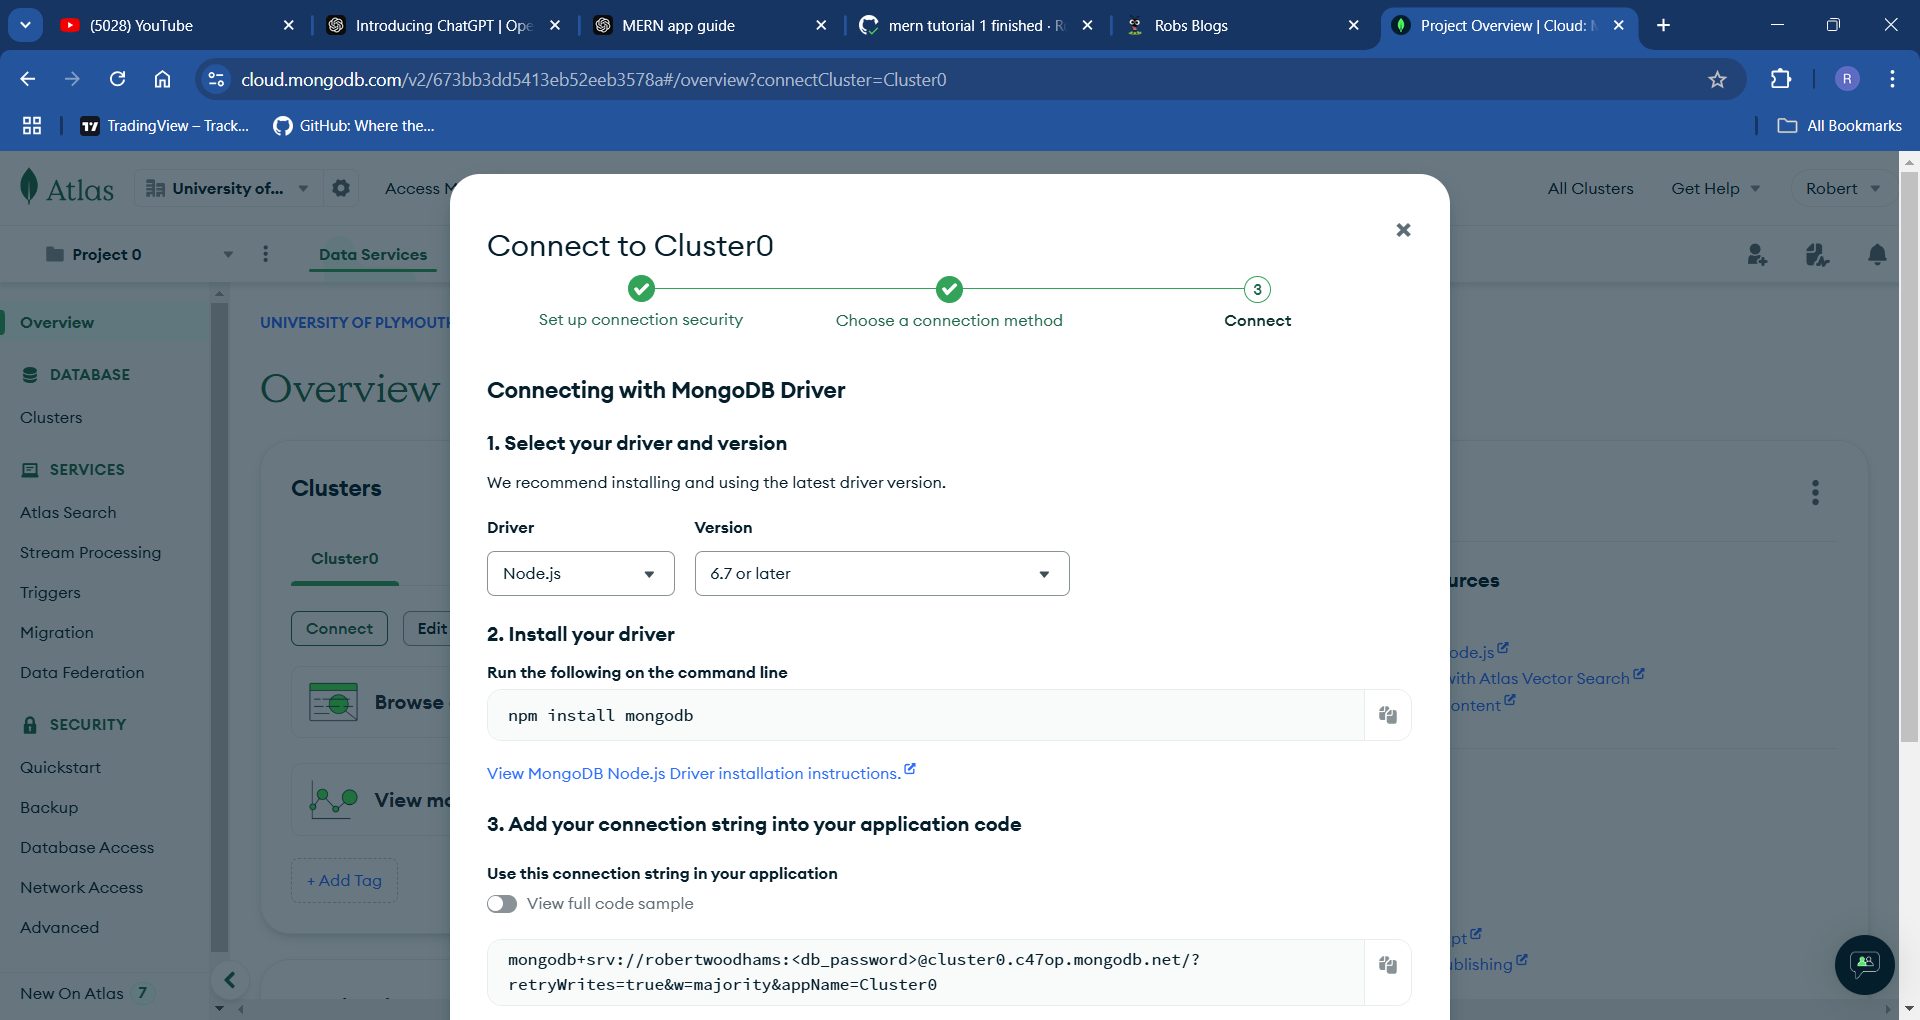 (5028) YouTube
Introducing ChatGPT | Ope
MERN app guide
mern tutorial 1 finished · R
Robs Blogs
Project Overview | Cloud: M
cloud.mongodb.com/v2/673bb3dd5413eb52eeb3578a#/overview?connectCluster=Cluster0
R
TradingView – Track...
GitHub: Where the...
All Bookmarks
Atlas
University of...
Access M
All Clusters
Get Help
Robert
Project 0
Data Services
Overview
DATABASE
Clusters
SERVICES
Atlas Search
Stream Processing
Triggers
Migration
Data Federation
SECURITY
Quickstart
Backup
Database Access
Network Access
Advanced
New On Atlas 7
UNIVERSITY OF PLYMOUTH
Overview
Clusters
Cluster0
Connect
Edit
Browse
View mo
+ Add Tag
Connect to Cluster0
Set up connection security
Choose a connection method
3
Connect
Connecting with MongoDB Driver
1. Select your driver and version
We recommend installing and using the latest driver version.
Driver
Version
Node.js
6.7 or later
2. Install your driver
Run the following on the command line
npm install mongodb
View MongoDB Node.js Driver installation instructions.
3. Add your connection string into your application code
Use this connection string in your application
View full code sample
mongodb+srv://robertwoodhams:<db_password>@cluster0.c47op.mongodb.net/?
retryWrites=true&w=majority&appName=Cluster0
urces
ode.js
with Atlas Vector Search
ontent
pt
ublishing